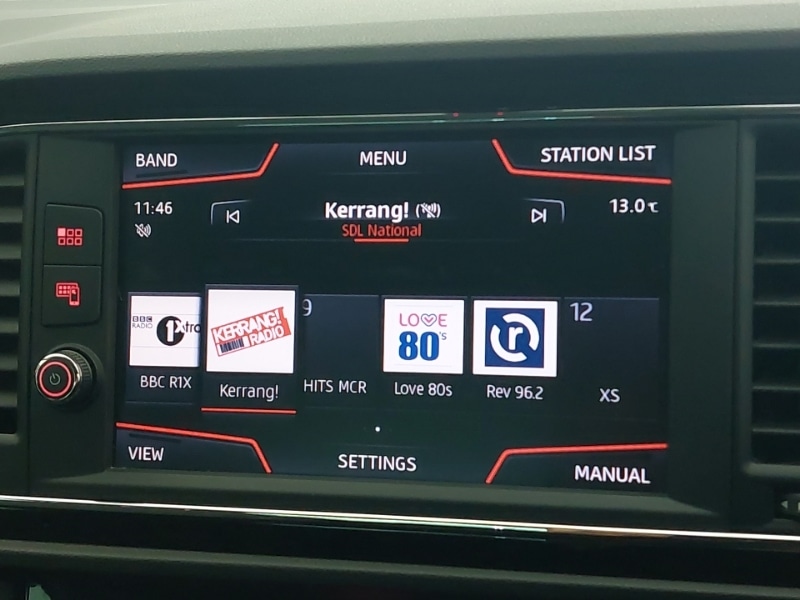 BAND
MENU
STATION LIST
11:46
Kerrang!
13.0°C
SDL National
BBC
RADIO
1Xtra
KERRANG!
RADIO
9
LOVE
80's
r
12
BBC R1X
Kerrang!
HITS MCR
Love 80s
Rev 96.2
XS
VIEW
SETTINGS
MANUAL